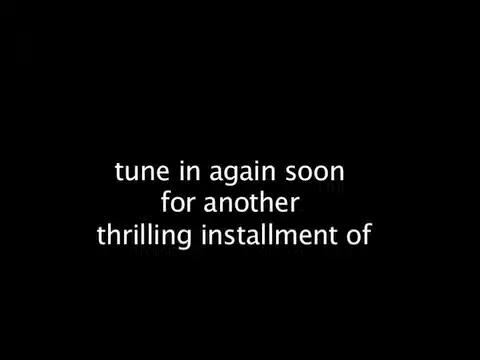 tune in again soon
for another
thrilling installment of